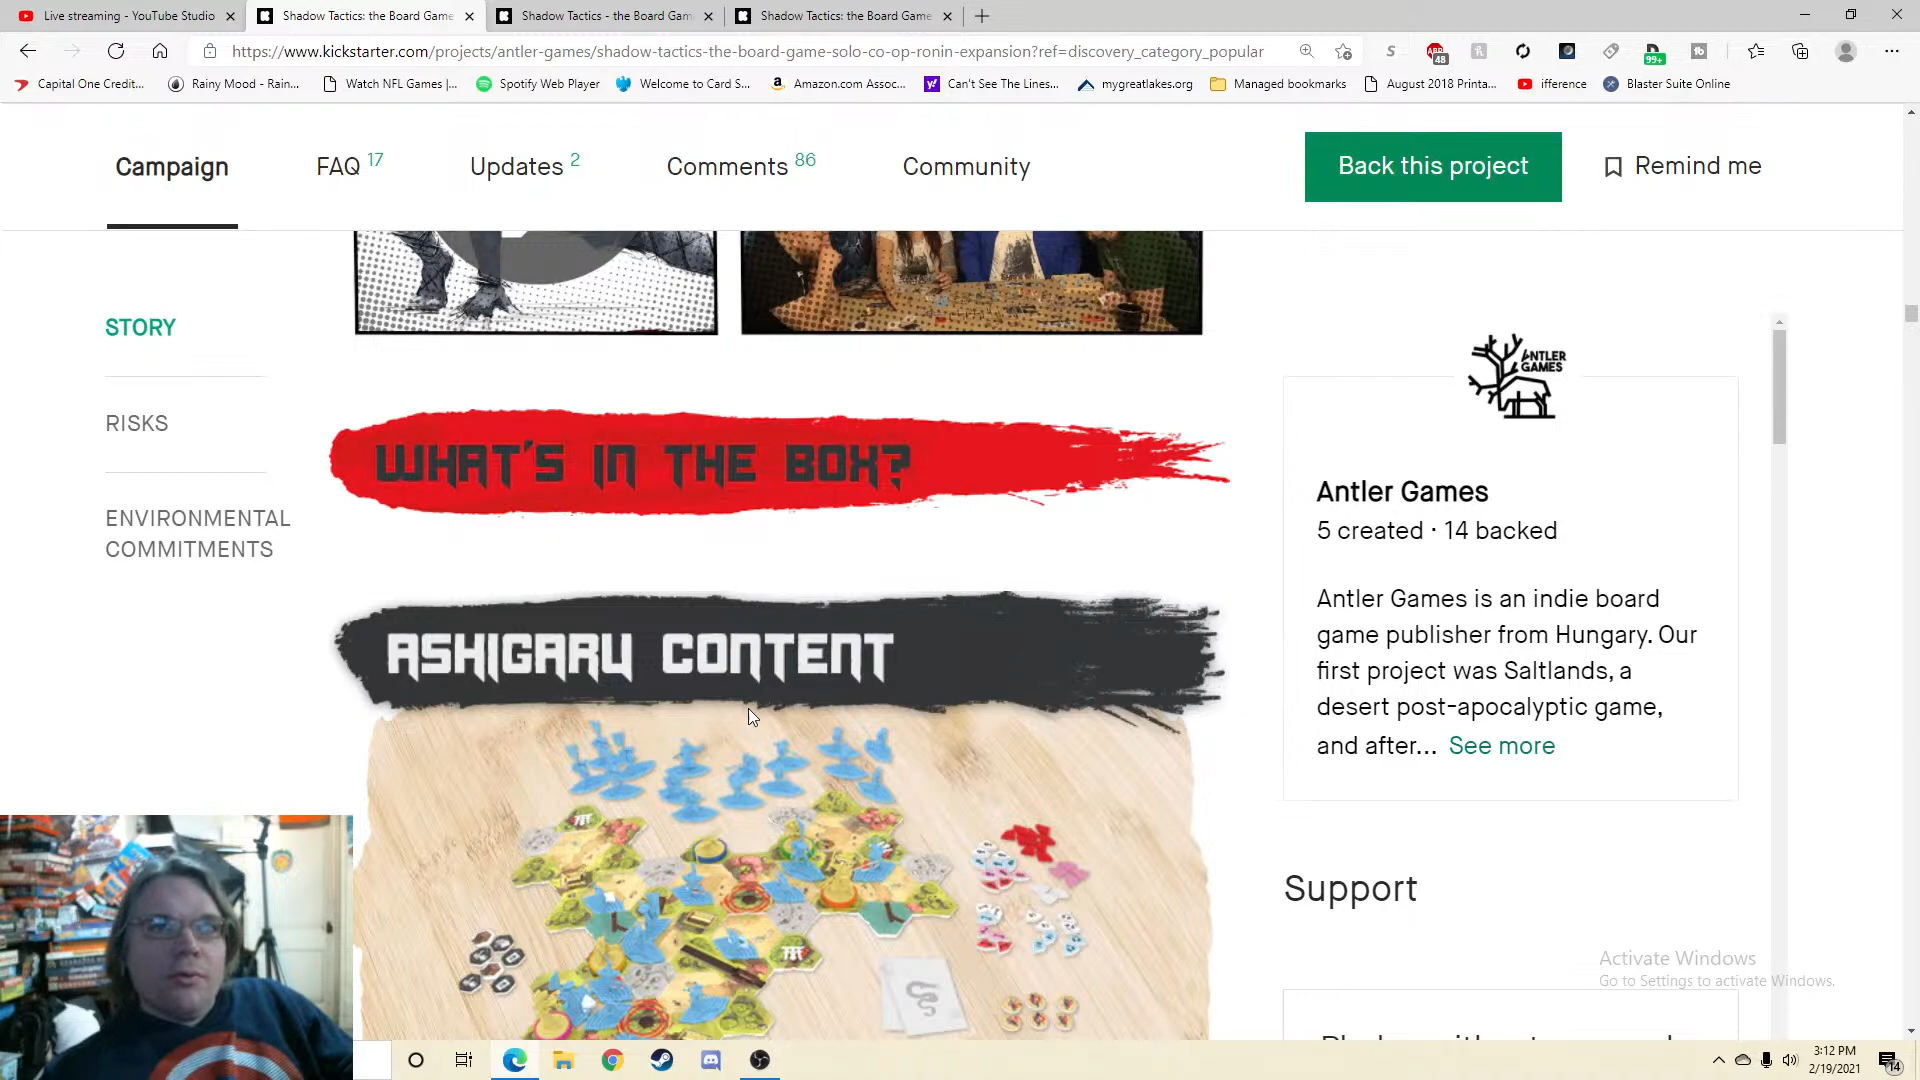 Live streaming - YouTube Studio
Shadow Tactics: the Board Game
Shadow Tactics - the Board Gam
Shadow Tactics: the Board Game
https://www.kickstarter.com/projects/antler-games/shadow-tactics-the-board-game-solo-co-op-ronin-expansion?ref=discovery_category_popular
48
99+
Capital One Credit...
Rainy Mood - Rain...
Watch NFL Games |...
Spotify Web Player
Welcome to Card S...
Amazon.com Assoc...
Can't See The Lines...
mygreatlakes.org
Managed bookmarks
August 2018 Printa...
ifference
Blaster Suite Online
Campaign
FAQ 17
Updates 2
Comments 86
Community
Back this project
Remind me
STORY
RISKS
ENVIRONMENTAL
COMMITMENTS
WHAT'S IN THE BOX?
ASHIGARU CONTENT
ANTLER
GAMES
Antler Games
5 created · 14 backed
Antler Games is an indie board
game publisher from Hungary. Our
first project was Saltlands, a
desert post-apocalyptic game,
and after... See more
Support
Activate Windows
Go to Settings to activate Windows.
3:12 PM
2/19/2021
14